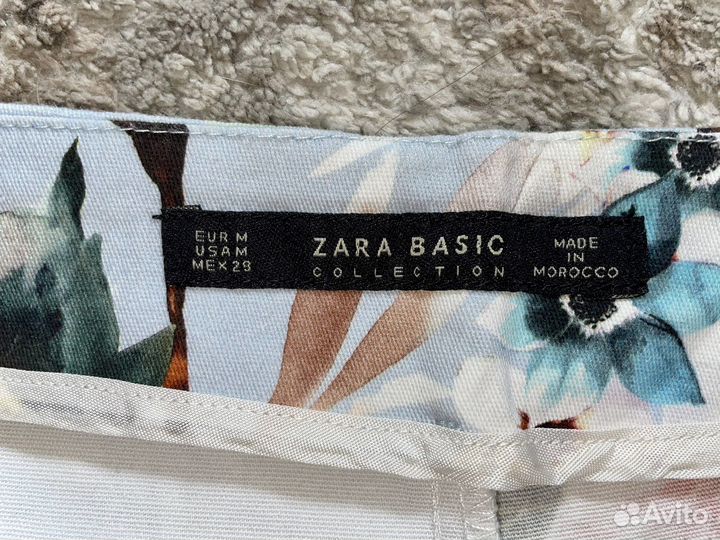 EUR M
USA M
MEX 28
ZARA BASIC
COLLECTION
MADE
IN
MOROCCO
Avito